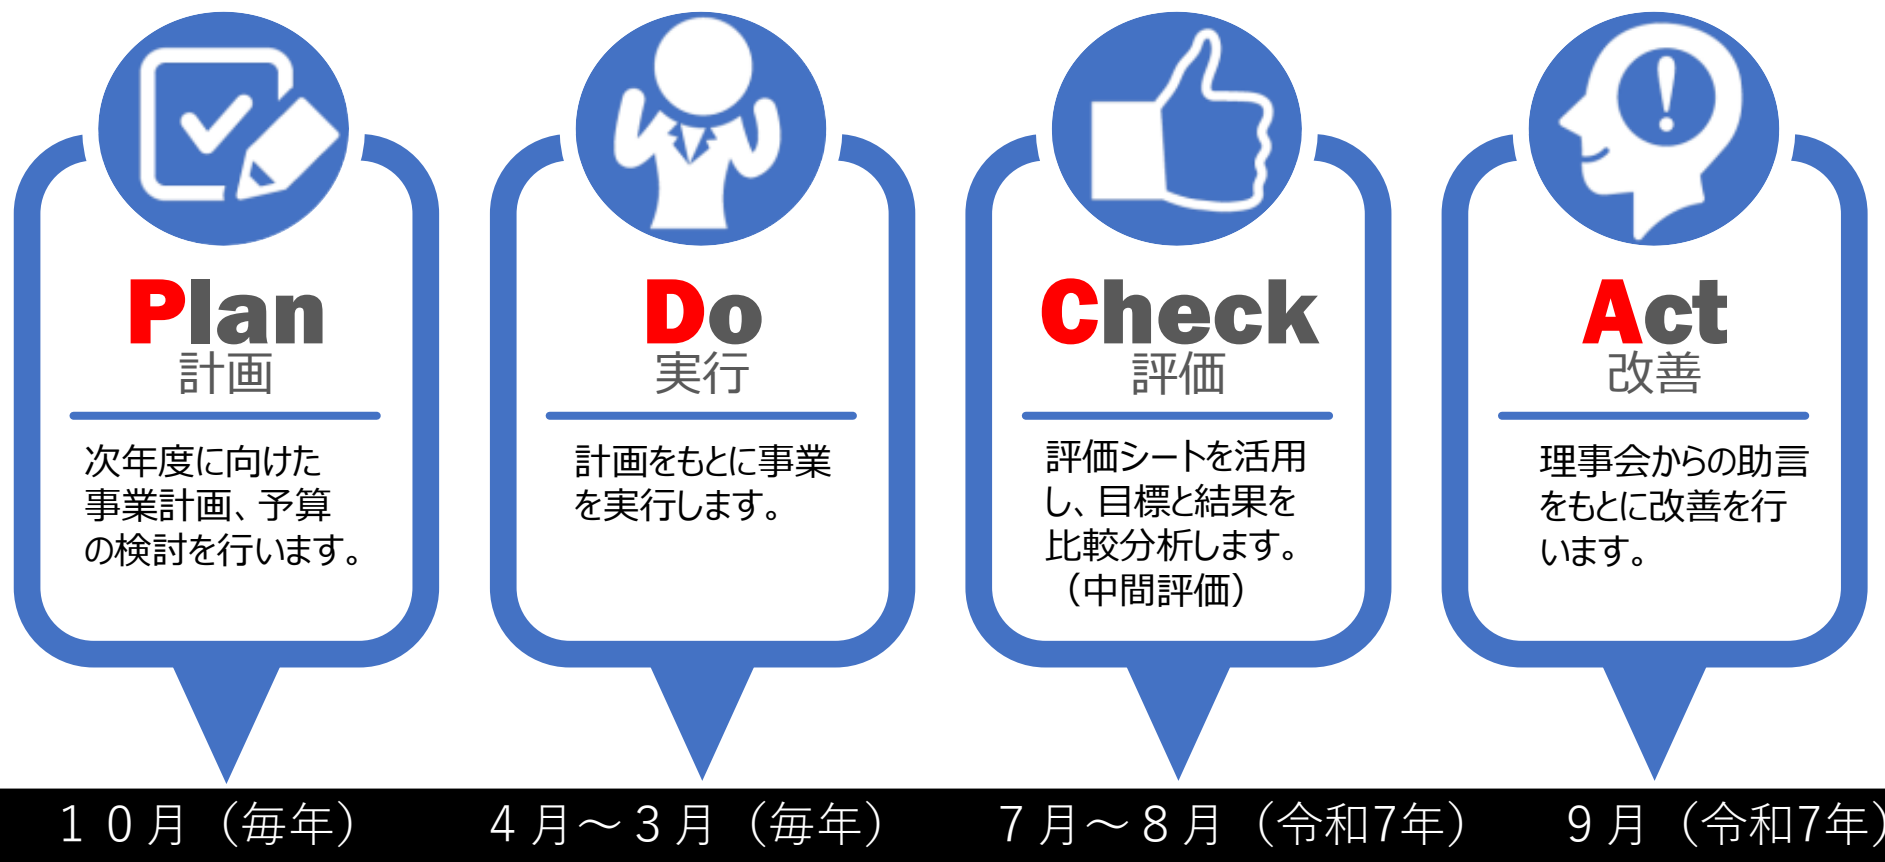 Plan
計画
次年度に向けた
事業計画、予算
の検討を行います。
Do
実行
計画をもとに事業
を実行します。
Check
評価
評価シートを活用
し、目標と結果を
比較分析します。
（中間評価）
Act
改善
理事会からの助言
をもとに改善を行
います。
１０月（毎年）
４月～３月（毎年）
７月～８月（令和7年）
９月（令和7年）